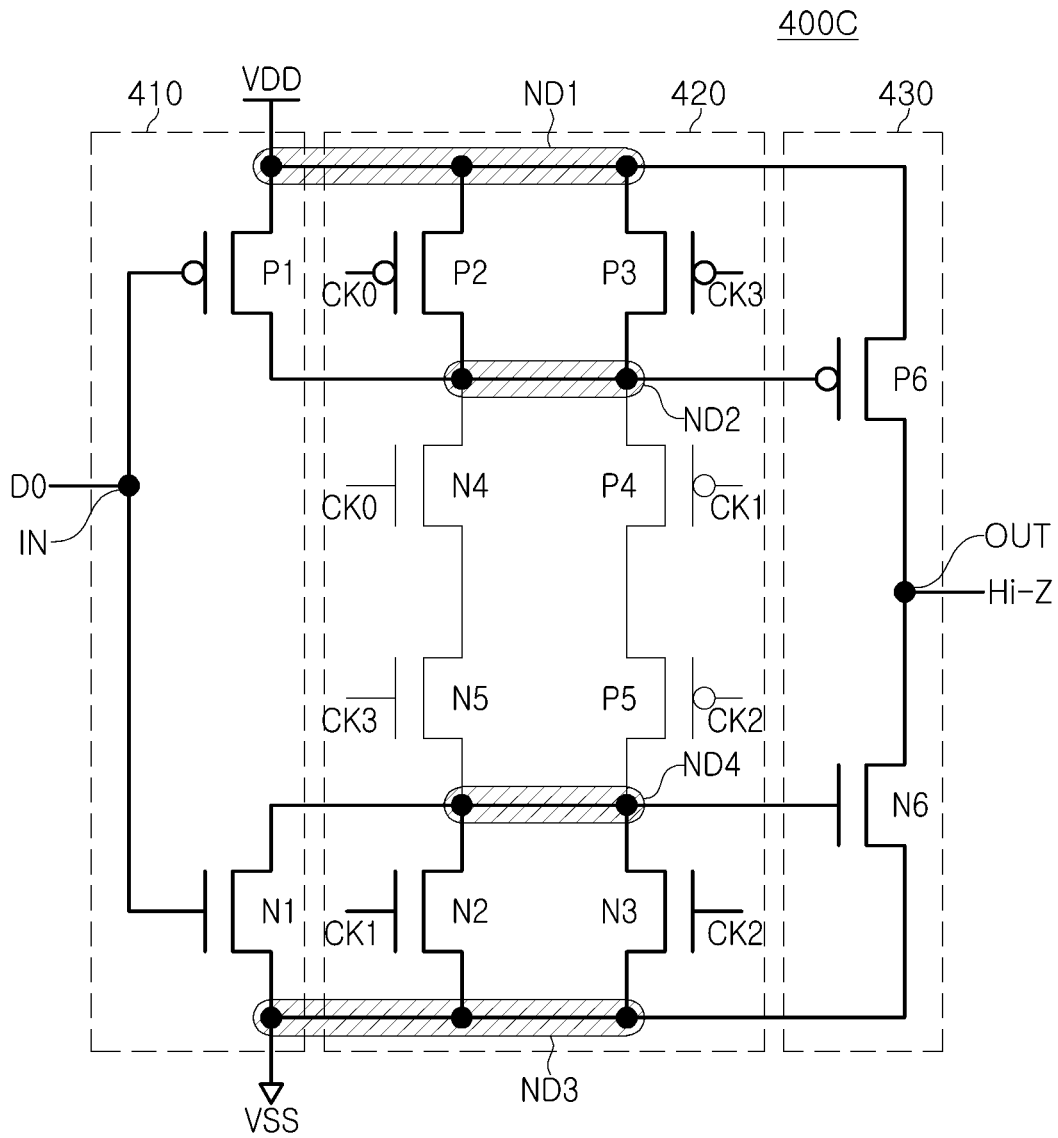 400C
410
VDD
ND1
420
430
P1
CK0
P2
P3
CK3
P6
ND2
D0
IN
CK0
N4
P4
CK1
OUT
Hi-Z
CK3
N5
P5
CK2
ND4
N6
N1
CK1
N2
N3
CK2
ND3
VSS